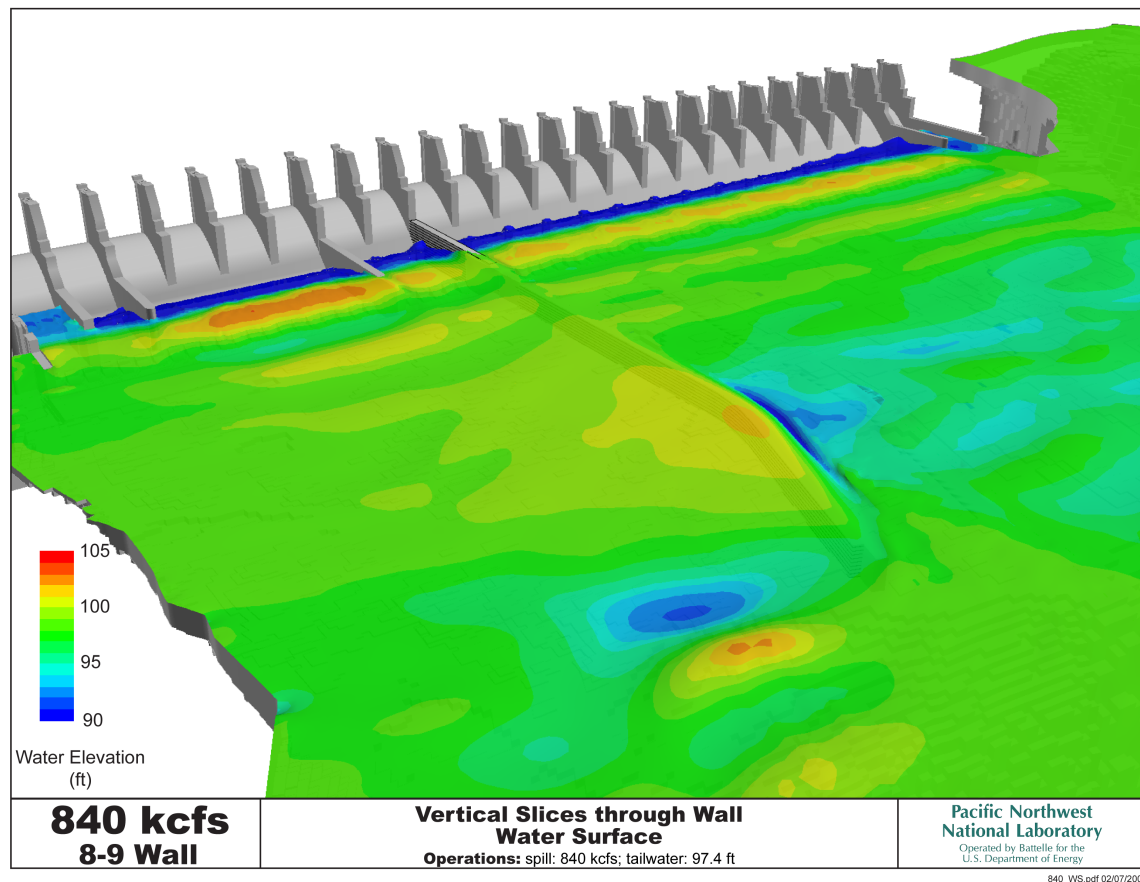 105
100
95
90
Water Elevation
(ft)
840 kcfs
8-9 Wall
Vertical Slices through Wall
Water Surface
Operations: spill: 840 kcfs; tailwater: 97.4 ft
Pacific Northwest
National Laboratory
Operated by Battelle for the
U.S. Department of Energy
840_WS.pdf